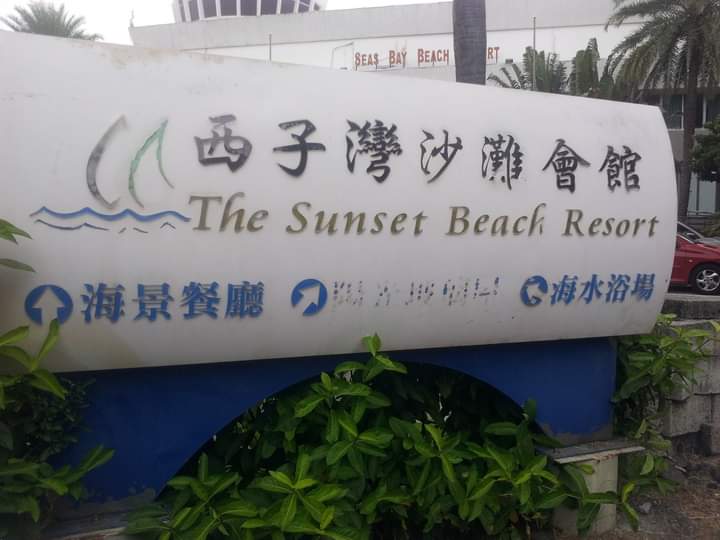 SEAS BAY BEACH RESORT
西子灣沙灘會館
The Sunset Beach Resort
海景餐廳 海水浴場